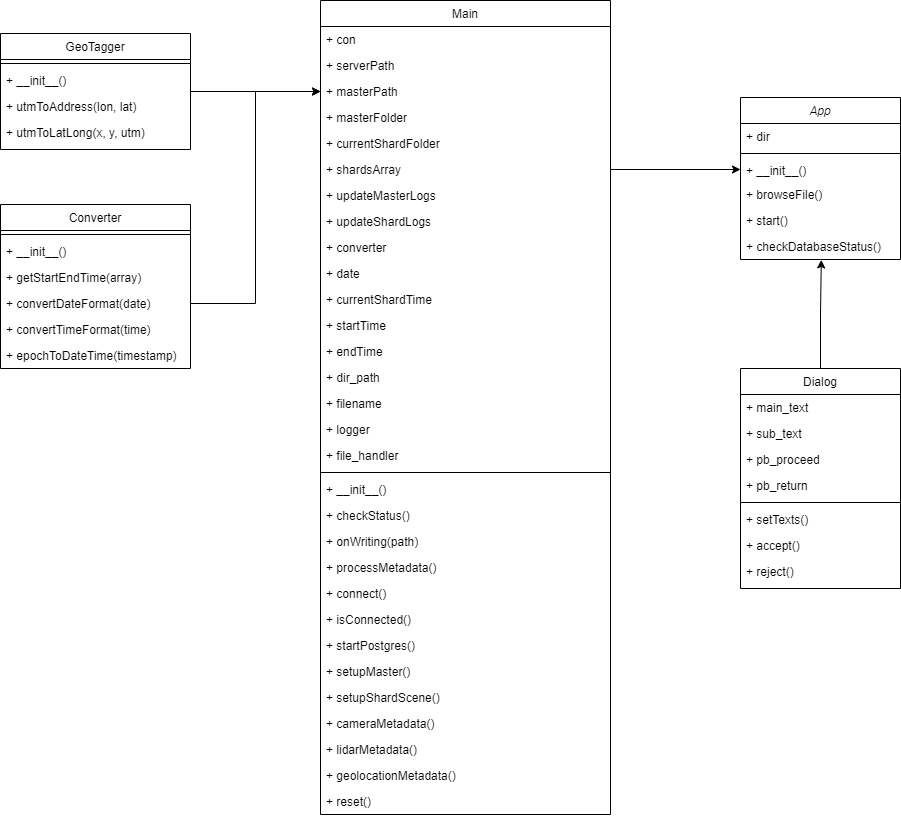 GeoTagger
+ __init__()
+ utmToAddress(lon, lat)
+ utmToLatLong(x, y, utm)
Converter
+ __init__()
+ getStartEndTime(array)
+ convertDateFormat(date)
+ convertTimeFormat(time)
+ epochToDateTime(timestamp)
Main
+ con
+ serverPath
+ masterPath
+ masterFolder
+ currentShardFolder
+ shardsArray
+ updateMasterLogs
+ updateShardLogs
+ converter
+ date
+ currentShardTime
+ startTime
+ endTime
+ dir_path
+ filename
+ logger
+ file_handler
+ __init__()
+ checkStatus()
+ onWriting(path)
+ processMetadata()
+ connect()
+ isConnected()
+ startPostgres()
+ setupMaster()
+ setupShardScene()
+ cameraMetadata()
+ lidarMetadata()
+ geolocationMetadata()
+ reset()
App
+ dir
+ __init__()
+ browseFile()
+ start()
+ checkDatabaseStatus()
Dialog
+ main_text
+ sub_text
+ pb_proceed
+ pb_return
+ setTexts()
+ accept()
+ reject()